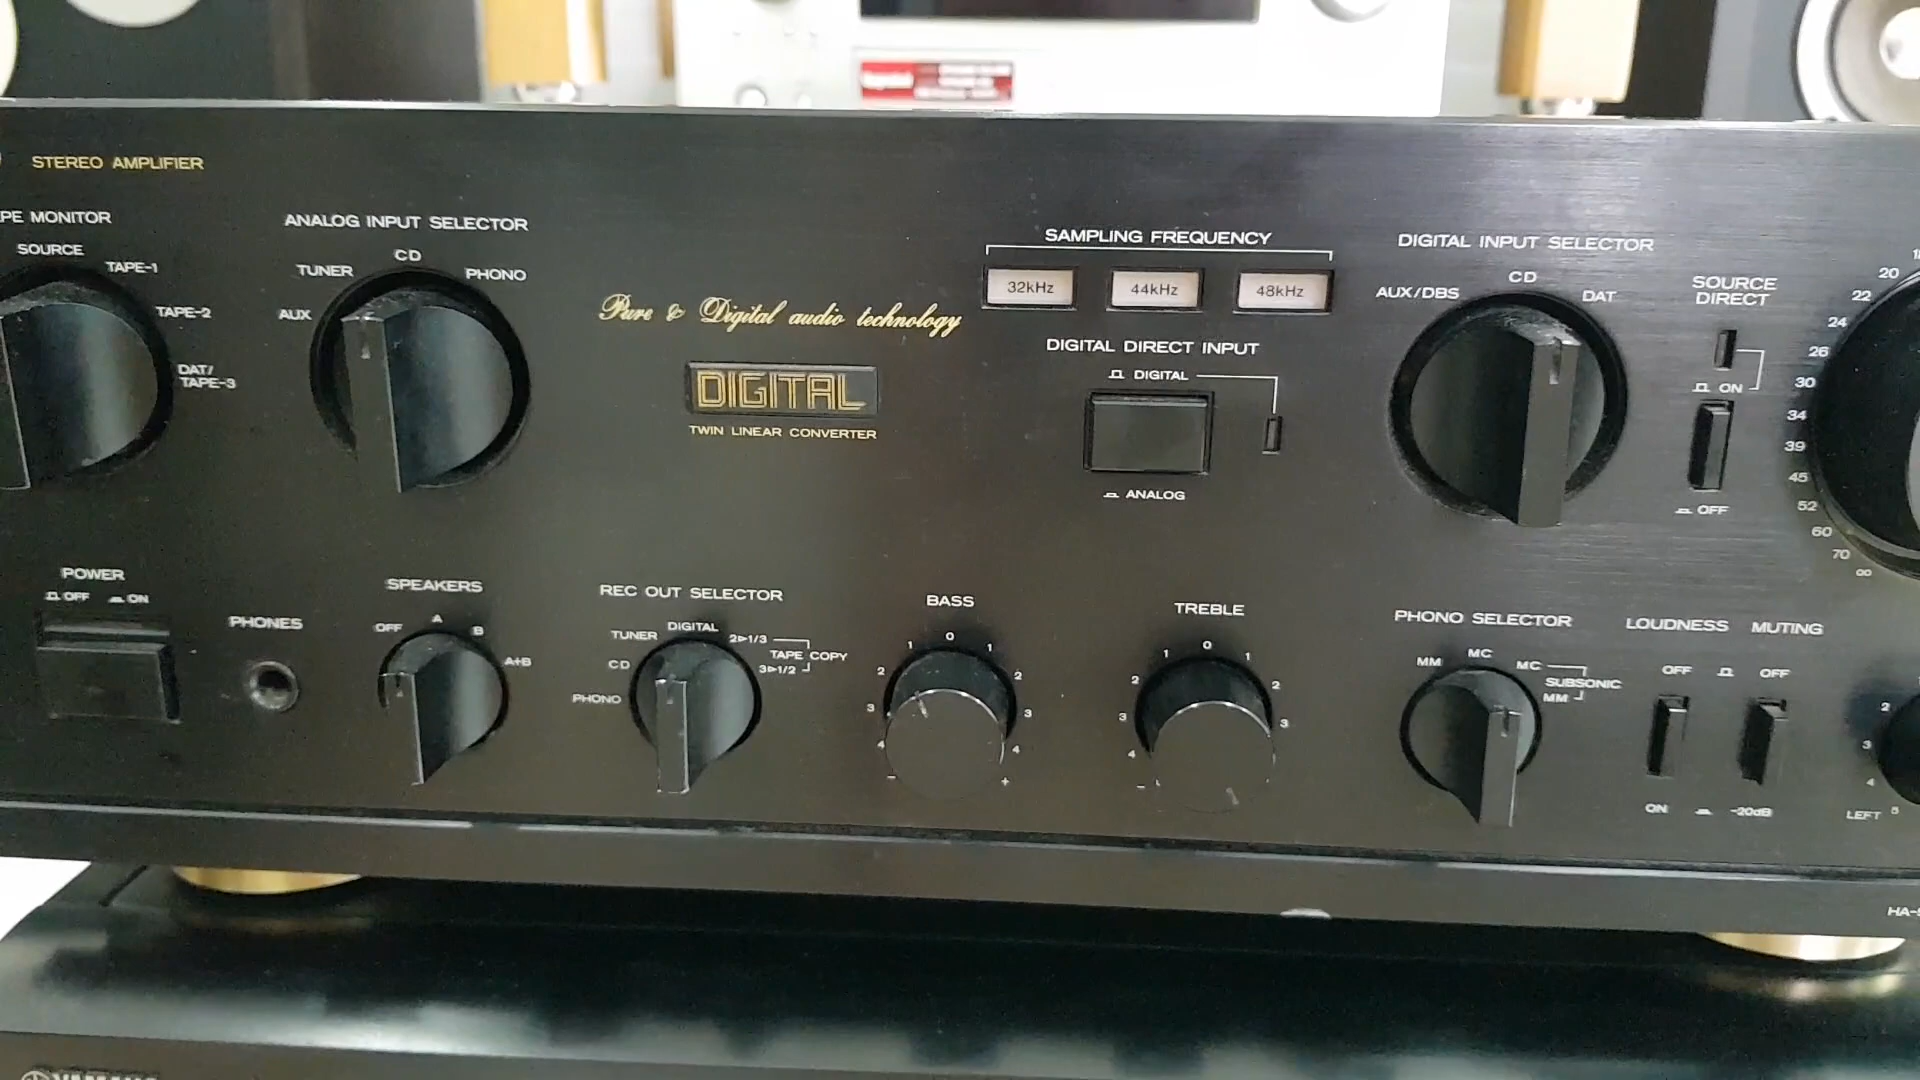 STEREO AMPLIFIER
PE MONITOR
SOURCE
TAPE-1
TAPE-2
DAT/
TAPE-3
ANALOG INPUT SELECTOR
AUX
TUNER
CD
PHONO
Pure & Digital audio technology
DIGITAL
TWIN LINEAR CONVERTER
SAMPLING FREQUENCY
32kHz 44kHz 48kHz
DIGITAL DIRECT INPUT
DIGITAL
ANALOG
DIGITAL INPUT SELECTOR
AUX/DBS
CD
DAT
SOURCE
DIRECT
ON
OFF
20
22
24
26
30
34
39
45
52
60
70
∞
POWER
OFF ON
PHONES
SPEAKERS
OFF
A
B
A+B
REC OUT SELECTOR
PHONO
CD
TUNER
DIGITAL
2▷1/3
TAPE COPY
3▷1/2
BASS
0
1 1
2 2
3 3
4 4
- +
TREBLE
0
1 1
2 2
3 3
4
-
PHONO SELECTOR
MM
MC
MC
SUBSONIC
MM
LOUDNESS
OFF
ON
MUTING
OFF
-20dB
2
3
4
5
LEFT
HA-
YAMAHA